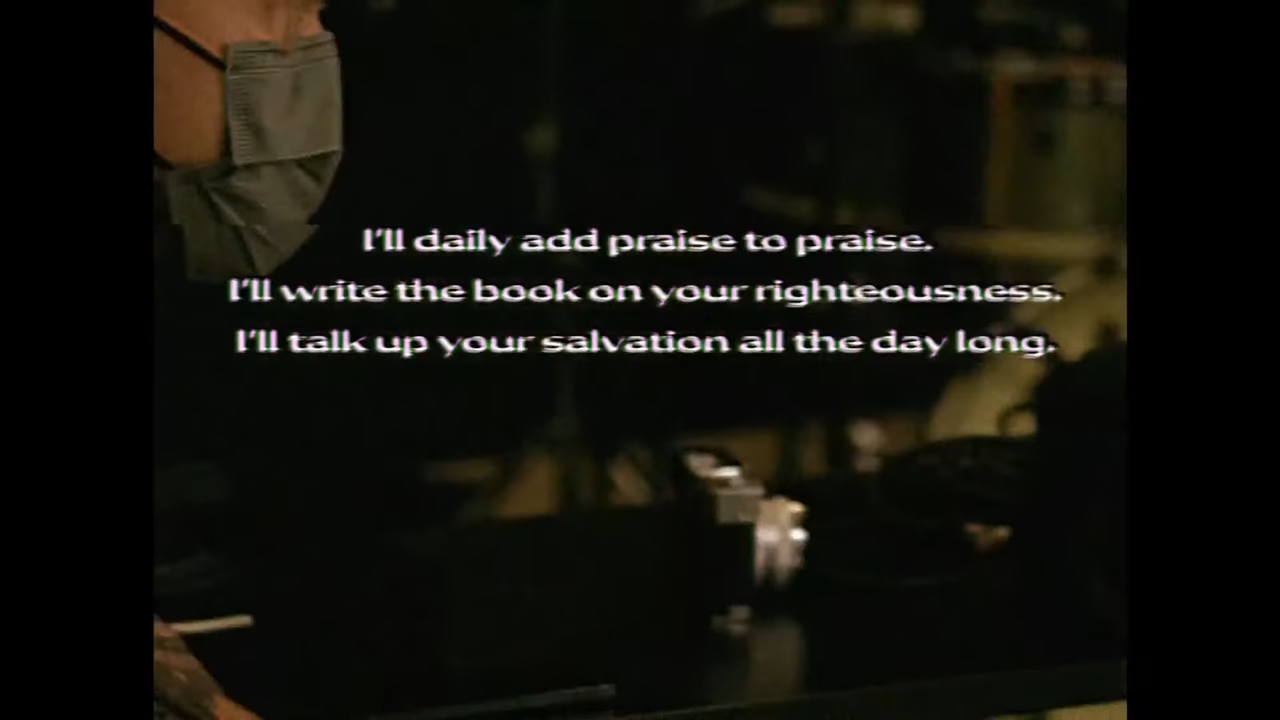 I'll daily add praise to praise.
I'll write the book on your righteousness.
I'll talk up your salvation all the day long.